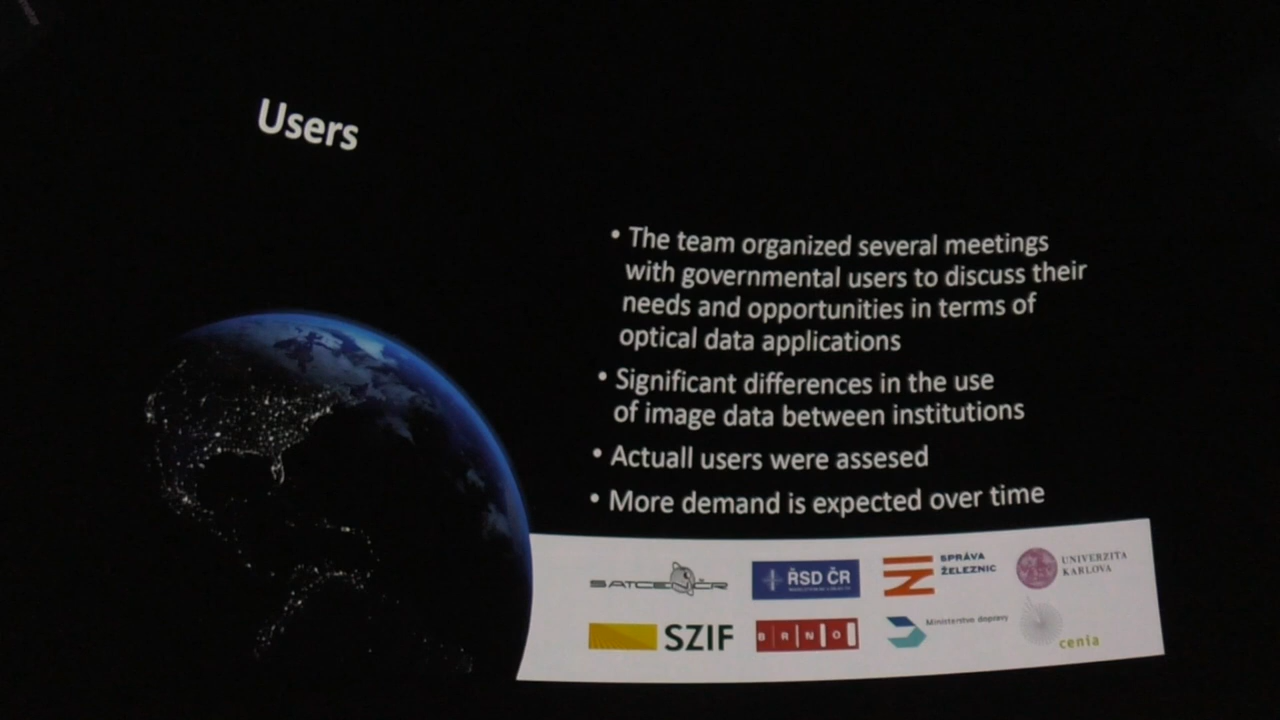 Users
• The team organized several meetings
with governmental users to discuss their
needs and opportunities in terms of
optical data applications
• Significant differences in the use
of image data between institutions
• Actuall users were assesed
• More demand is expected over time
SATCEN ČR
ŘSD ČR
SPRÁVA
ŽELEZNIC
UNIVERZITA
KARLOVA
SZIF
BRNO
Ministerstvo dopravy
cenia